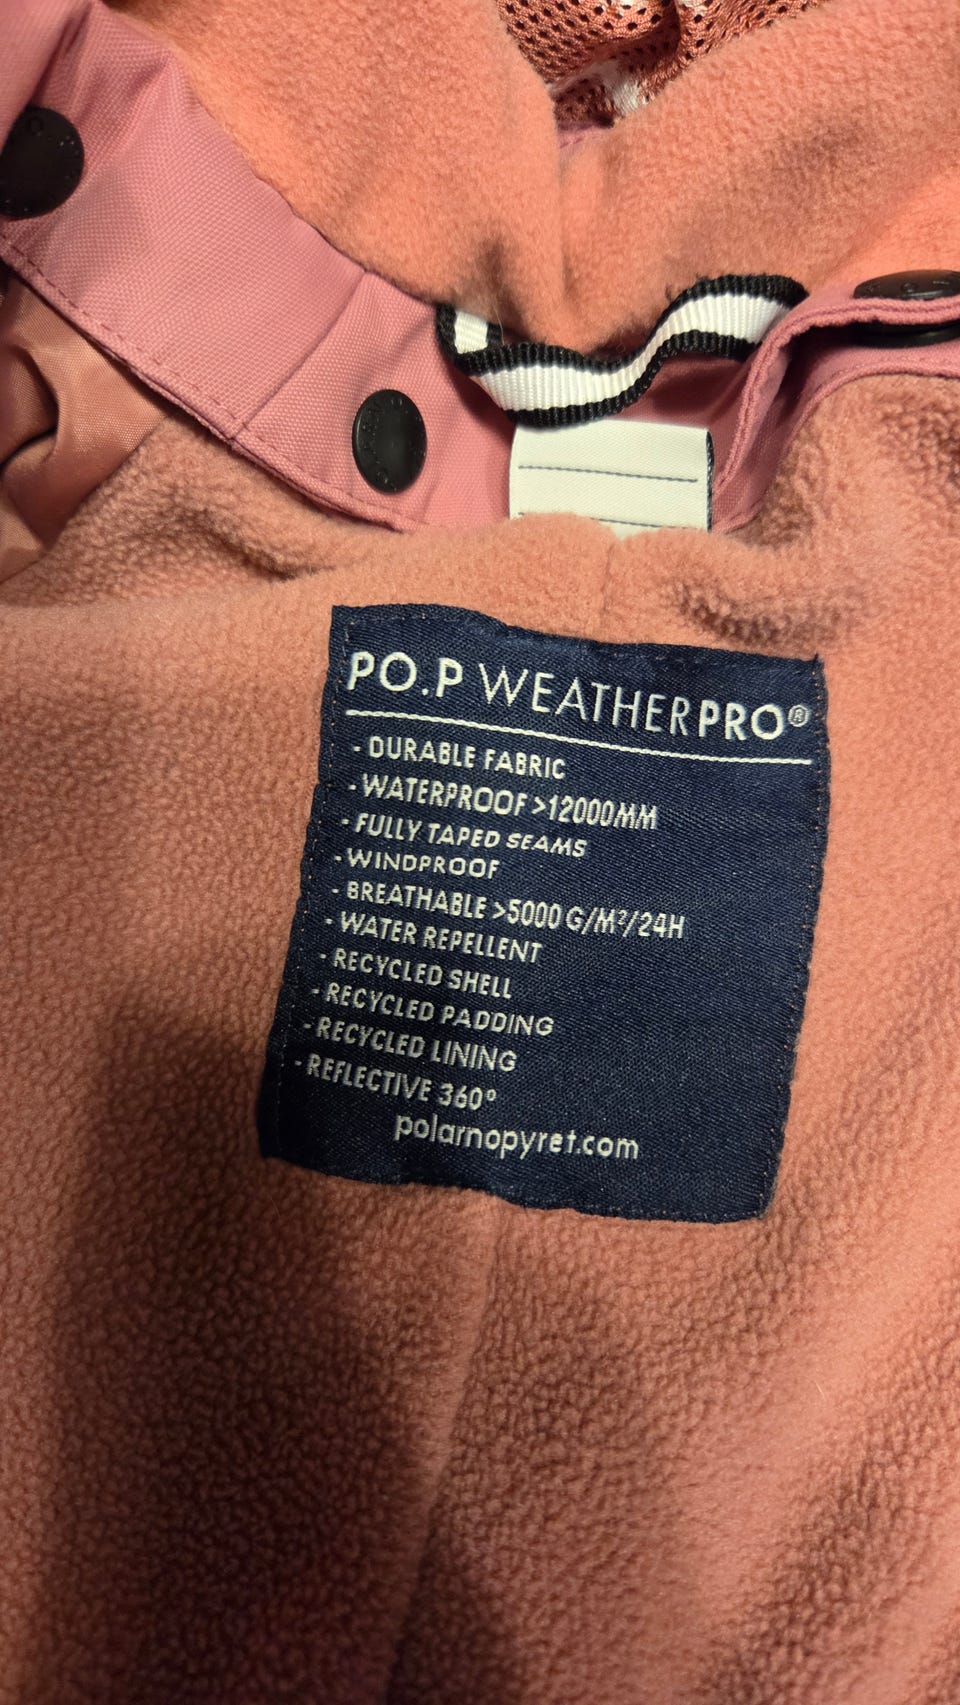 PO.P WEATHERPRO®
- DURABLE FABRIC
- WATERPROOF >12000MM
- FULLY TAPED SEAMS
- WINDPROOF
- BREATHABLE >5000 G/M²/24H
- WATER REPELLENT
- RECYCLED SHELL
- RECYCLED PADDING
- RECYCLED LINING
- REFLECTIVE 360°
polarnopyret.com